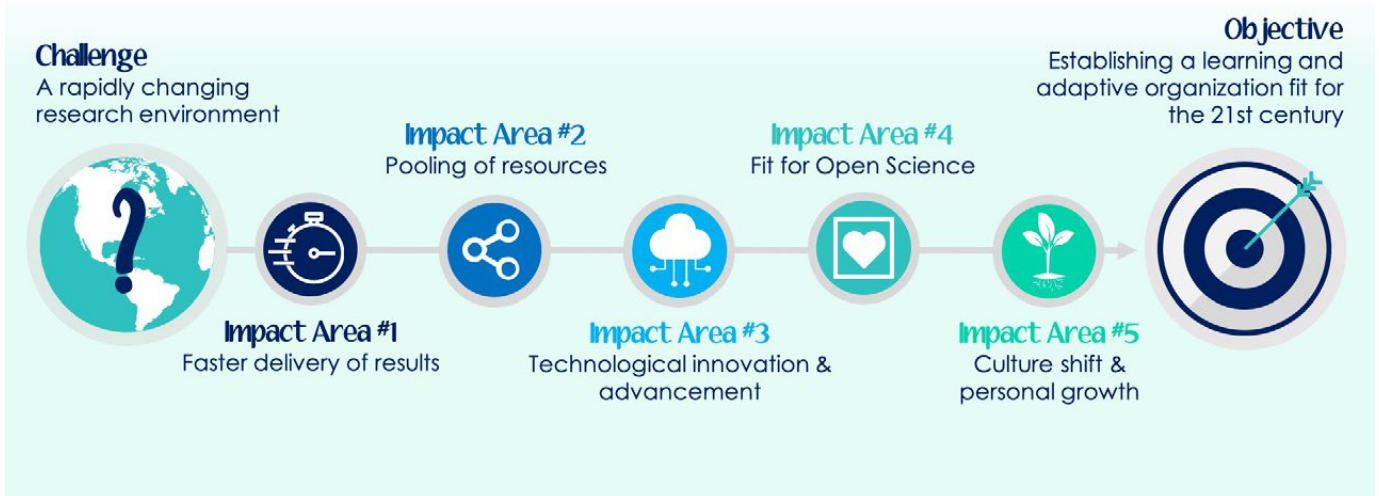 Challenge
A rapidly changing
research environment
Impact Area #1
Faster delivery of results
Impact Area #2
Pooling of resources
Impact Area #3
Technological innovation &
advancement
Impact Area #4
Fit for Open Science
Impact Area #5
Culture shift &
personal growth
Objective
Establishing a learning and
adaptive organization fit for
the 21st century